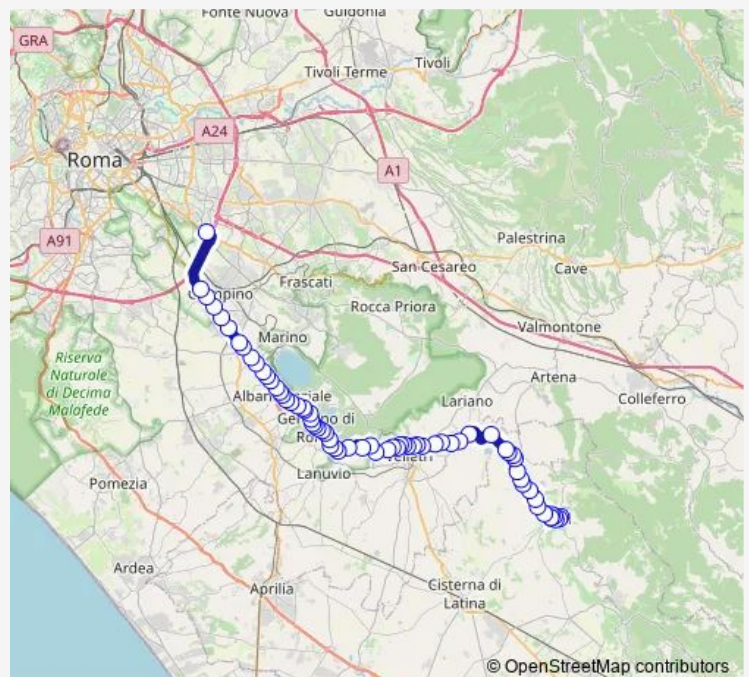 Fonte Nuova
Guidonia
GRA
Tivoli Terme
Tivoli
A24
Roma
A1
A91
Palestrina
San Cesareo
Cave
Frascati
Rocca Priora
Valmontone
Marino
Riserva
Naturale
di Decima
Malafede
Artena
Colleferro
Lariano
Lanuvio
Pomezia
Ardea
Aprilia
Cisterna di
Latina
© OpenStreetMap contributors